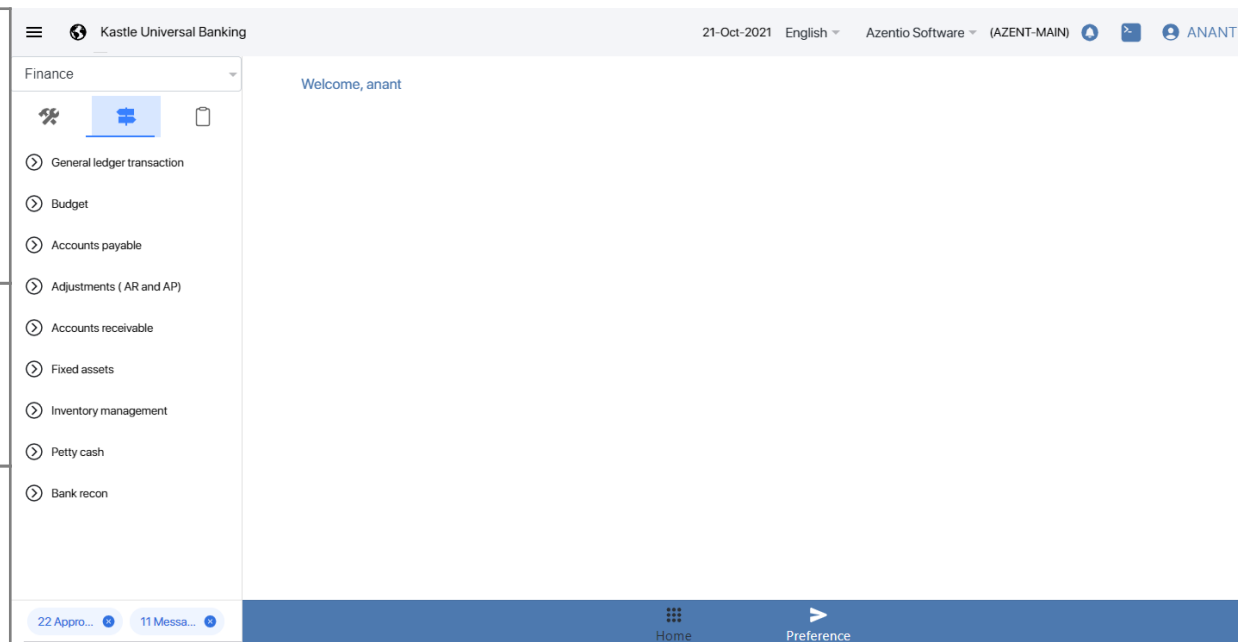 Kastle Universal Banking
21-Oct-2021 English Azentio Software (AZENT-MAIN) ANANT
Finance
Welcome, anant
General ledger transaction
Budget
Accounts payable
Adjustments ( AR and AP)
Accounts receivable
Fixed assets
Inventory management
Petty cash
Bank recon
22 Appro... 11 Messa...
Home Preference